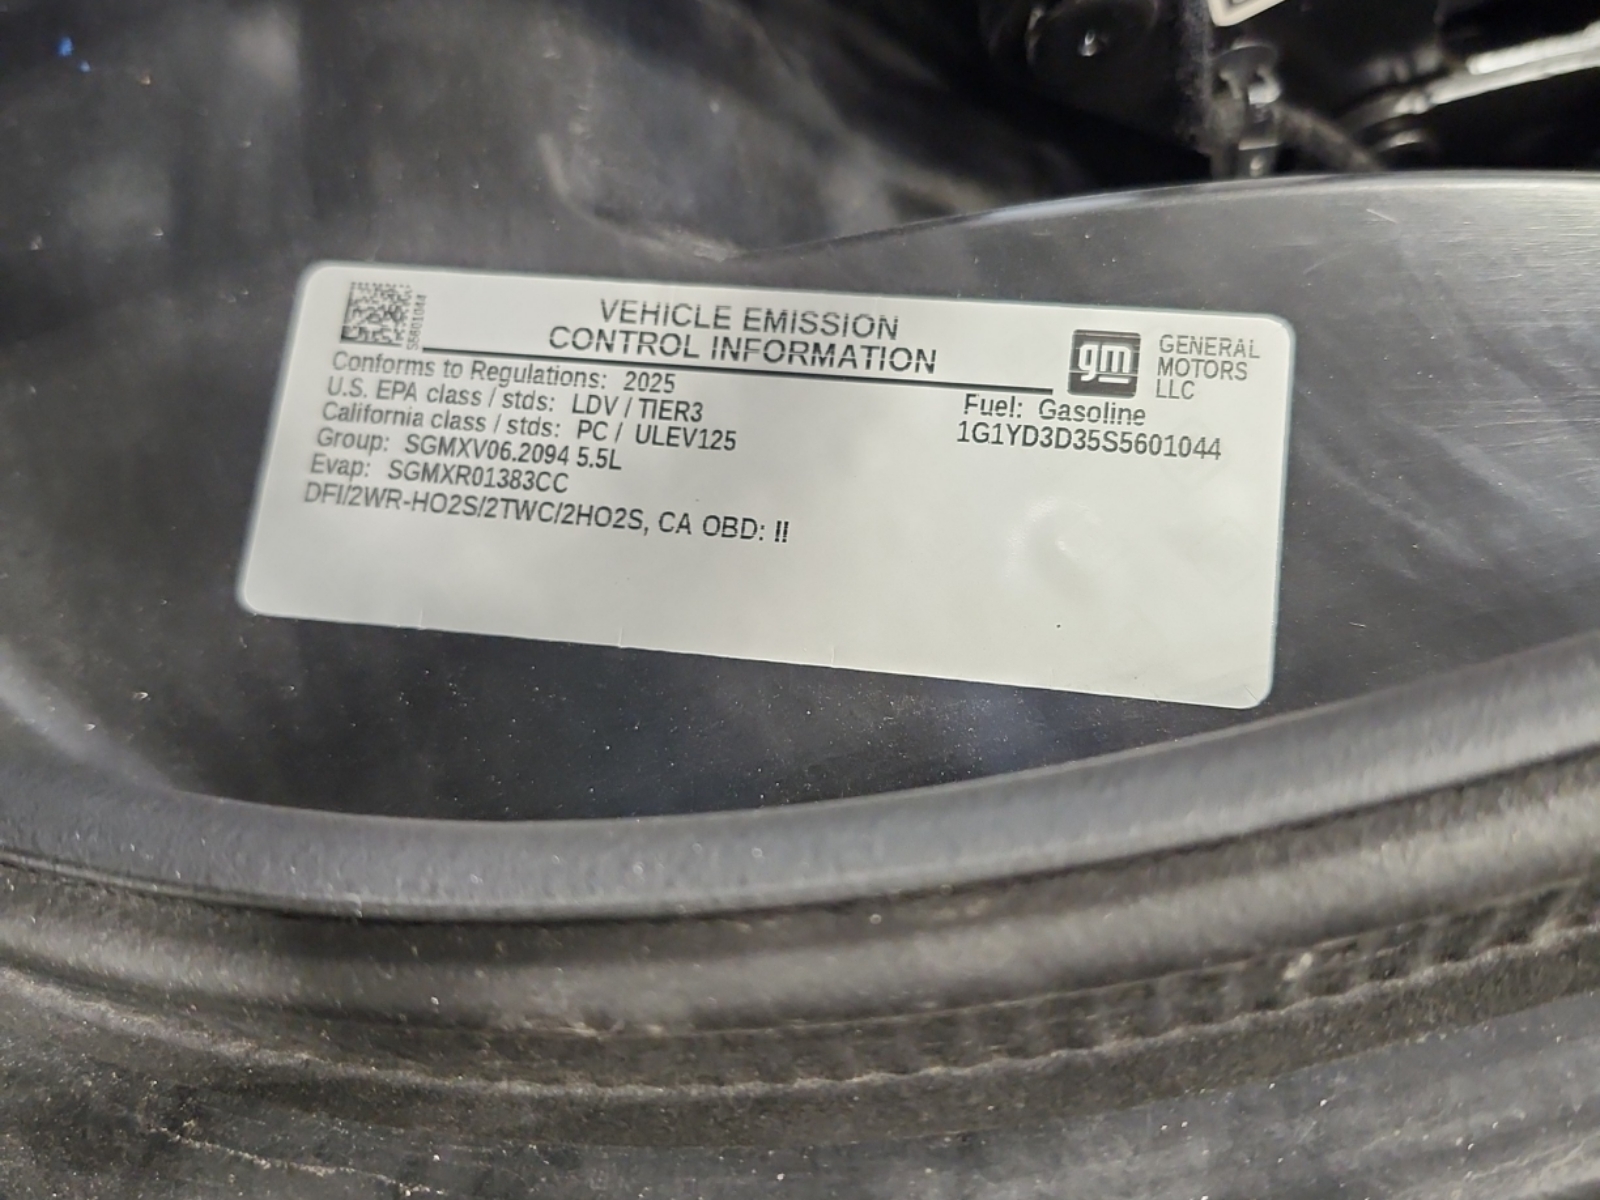 S5601044
VEHICLE EMISSION
CONTROL INFORMATION
gm
GENERAL
MOTORS
LLC
Conforms to Regulations: 2025
U.S. EPA class / stds: LDV / TIER3
California class / stds: PC / ULEV125
Group: SGMXV06.2094 5.5L
Evap: SGMXR01383CC
DFI/2WR-HO2S/2TWC/2HO2S, CA OBD: II
Fuel: Gasoline
1G1YD3D35S5601044